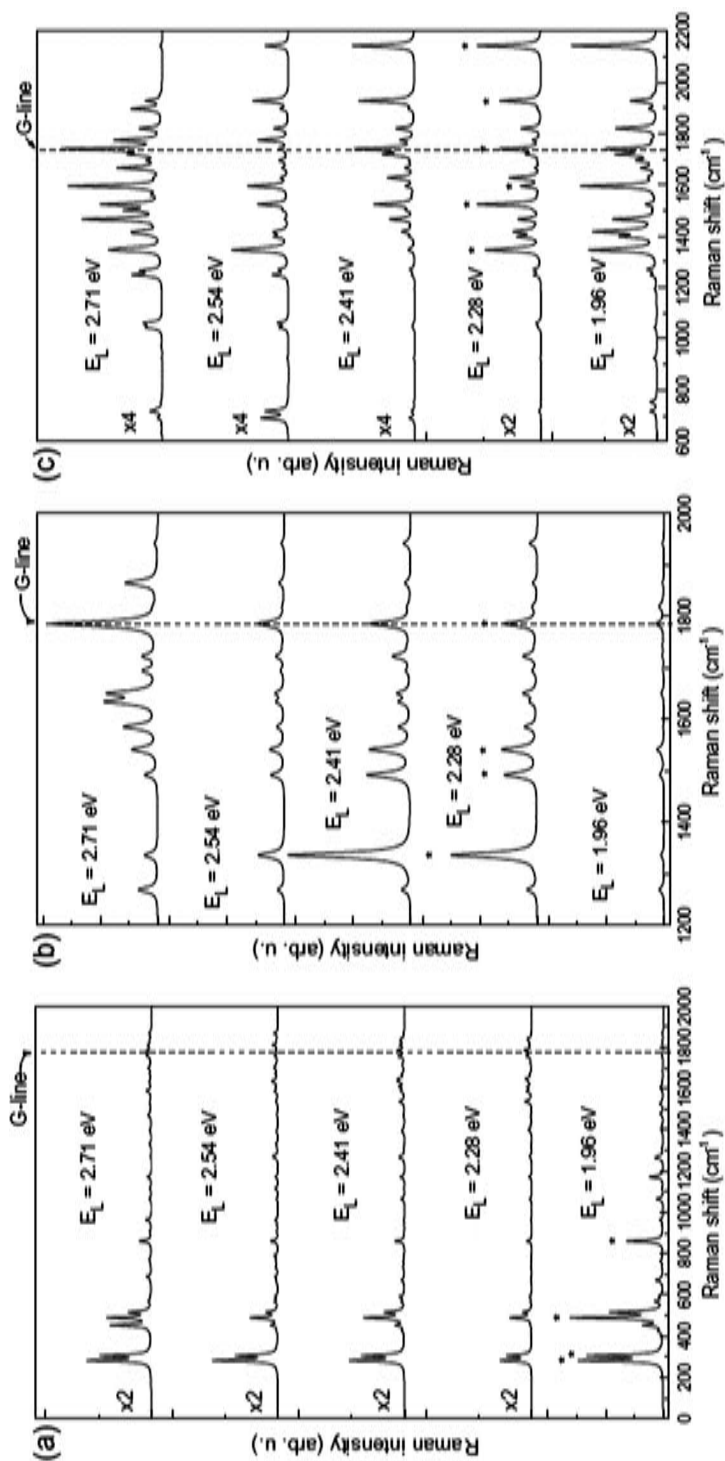 (a)
G-line
Raman intensity (arb. u.)
x2
E_L = 2.71 eV
x2
E_L = 2.54 eV
x2
E_L = 2.41 eV
x2
E_L = 2.28 eV
*
* * *
E_L = 1.96 eV
0 200 400 600 800 1000 1200 1400 1600 1800 2000
Raman shift (cm⁻¹)
(b)
G-line
Raman intensity (arb. u.)
E_L = 2.71 eV
E_L = 2.54 eV
E_L = 2.41 eV
E_L = 2.28 eV
* * * *
E_L = 1.96 eV
1200 1400 1600 1800 2000
Raman shift (cm⁻¹)
(c)
G-line
Raman intensity (arb. u.)
x4
E_L = 2.71 eV
x4
E_L = 2.54 eV
x4
E_L = 2.41 eV
x2
E_L = 2.28 eV
* * * * * *
x2
E_L = 1.96 eV
600 800 1000 1200 1400 1600 1800 2000 2200
Raman shift (cm⁻¹)